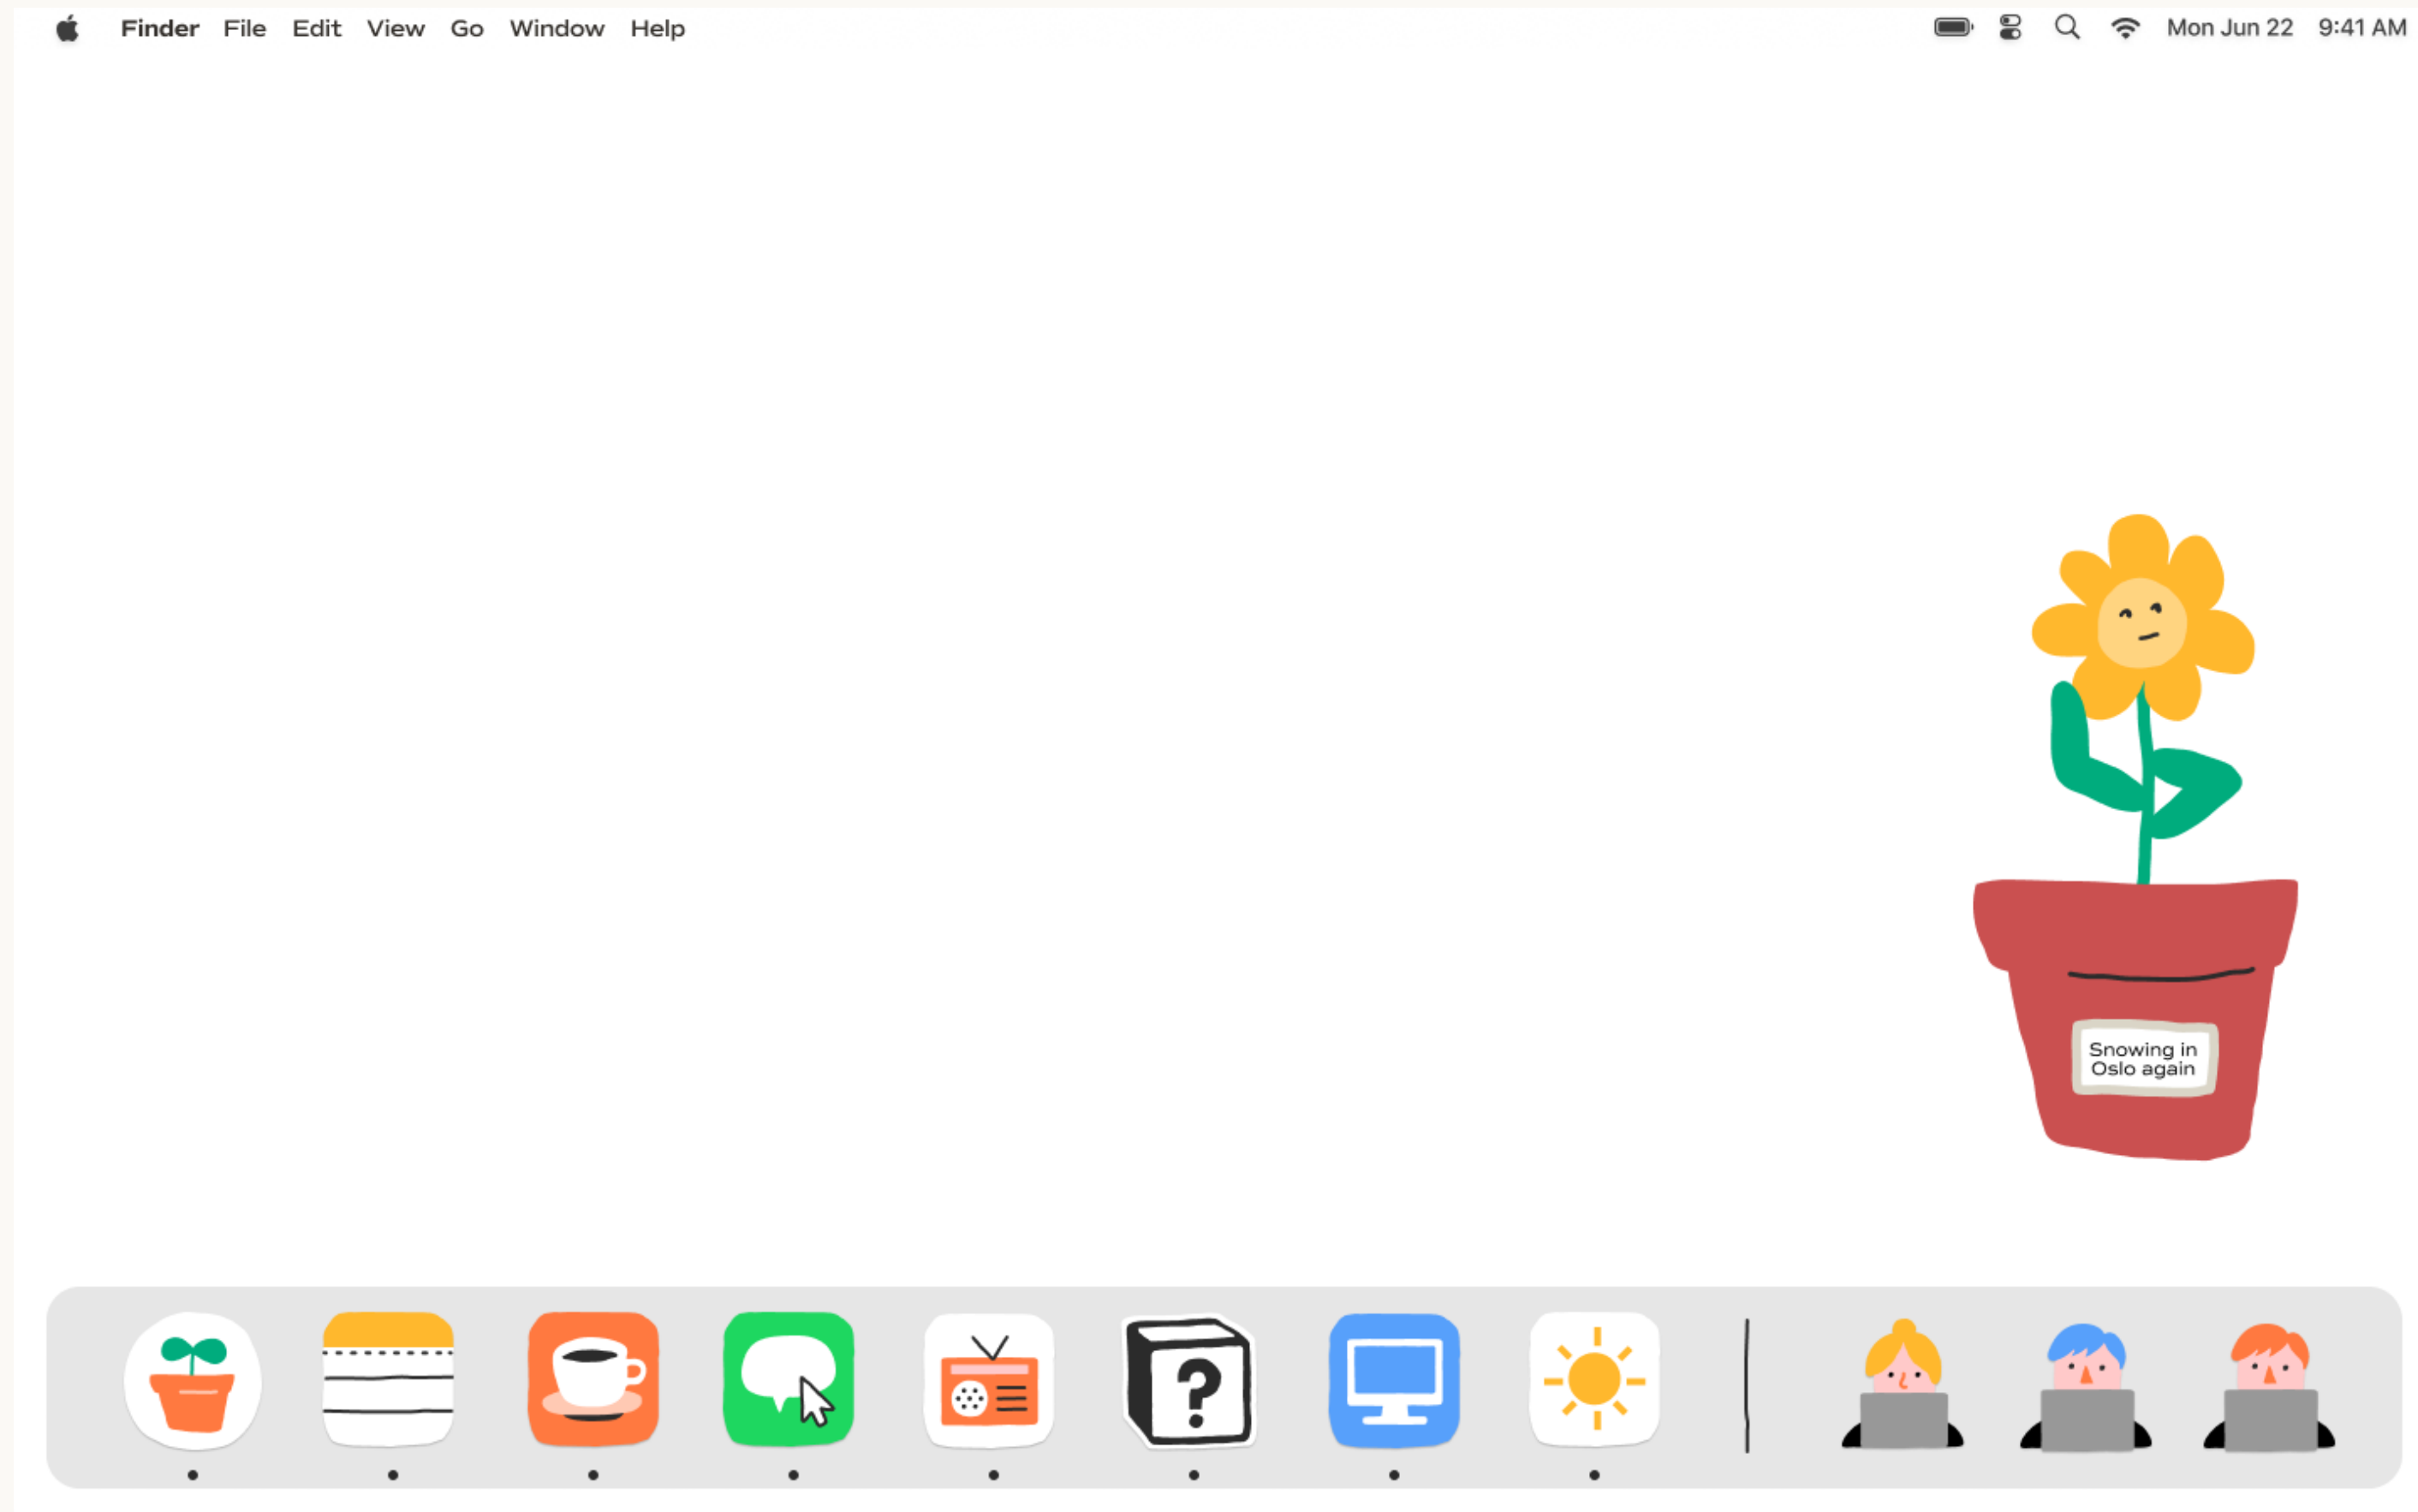 Finder File Edit View Go Window Help
Mon Jun 22 9:41 AM
Snowing in
Oslo again
?